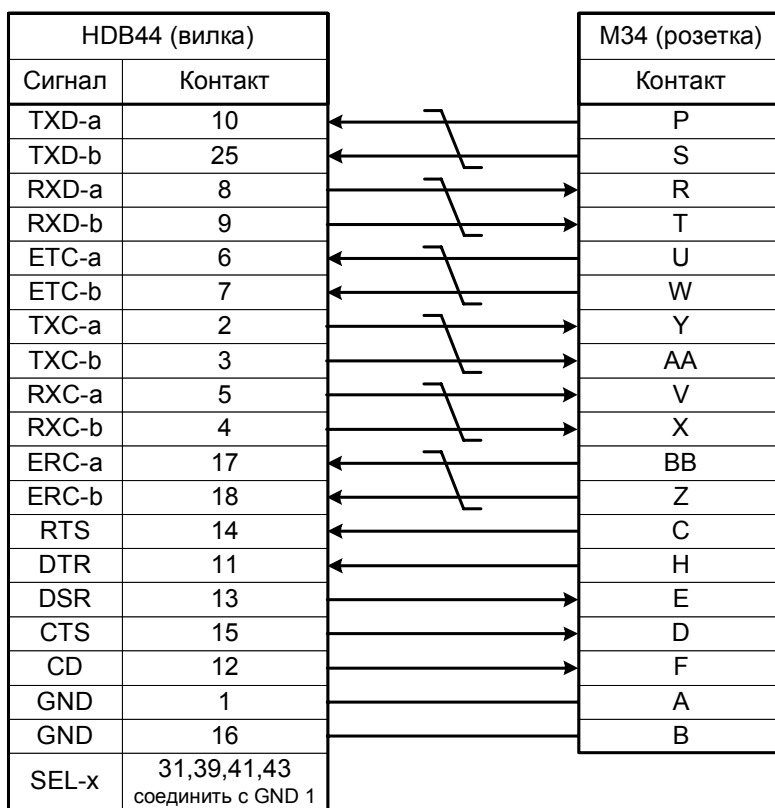 HDB44 (вилка) M34 (розетка)
Сигнал Контакт Контакт
TXD-a 10 P
TXD-b 25 S
RXD-a 8 R
RXD-b 9 T
ETC-a 6 U
ETC-b 7 W
TXC-a 2 Y
TXC-b 3 AA
RXC-a 5 V
RXC-b 4 X
ERC-a 17 BB
ERC-b 18 Z
RTS 14 C
DTR 11 H
DSR 13 E
CTS 15 D
CD 12 F
GND 1 A
GND 16 B
SEL-x 31,39,41,43
соединить с GND 1